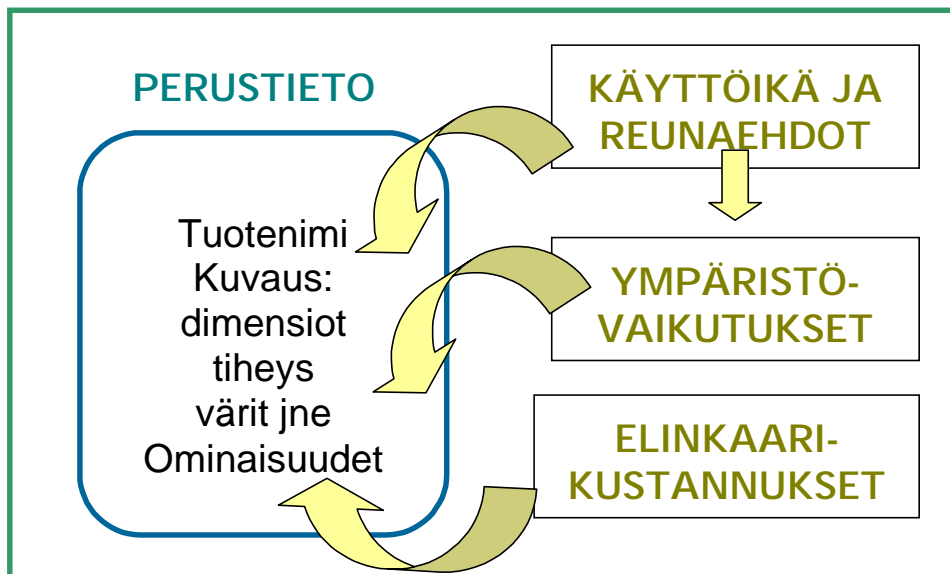 PERUSTIETO
Tuotenimi
Kuvaus:
dimensiot
tiheys
värit jne
Ominaisuudet
KÄYTTÖIKÄ JA
REUNAEHDOT
YMPÄRISTÖ-
VAIKUTUKSET
ELINKAARI-
KUSTANNUKSET